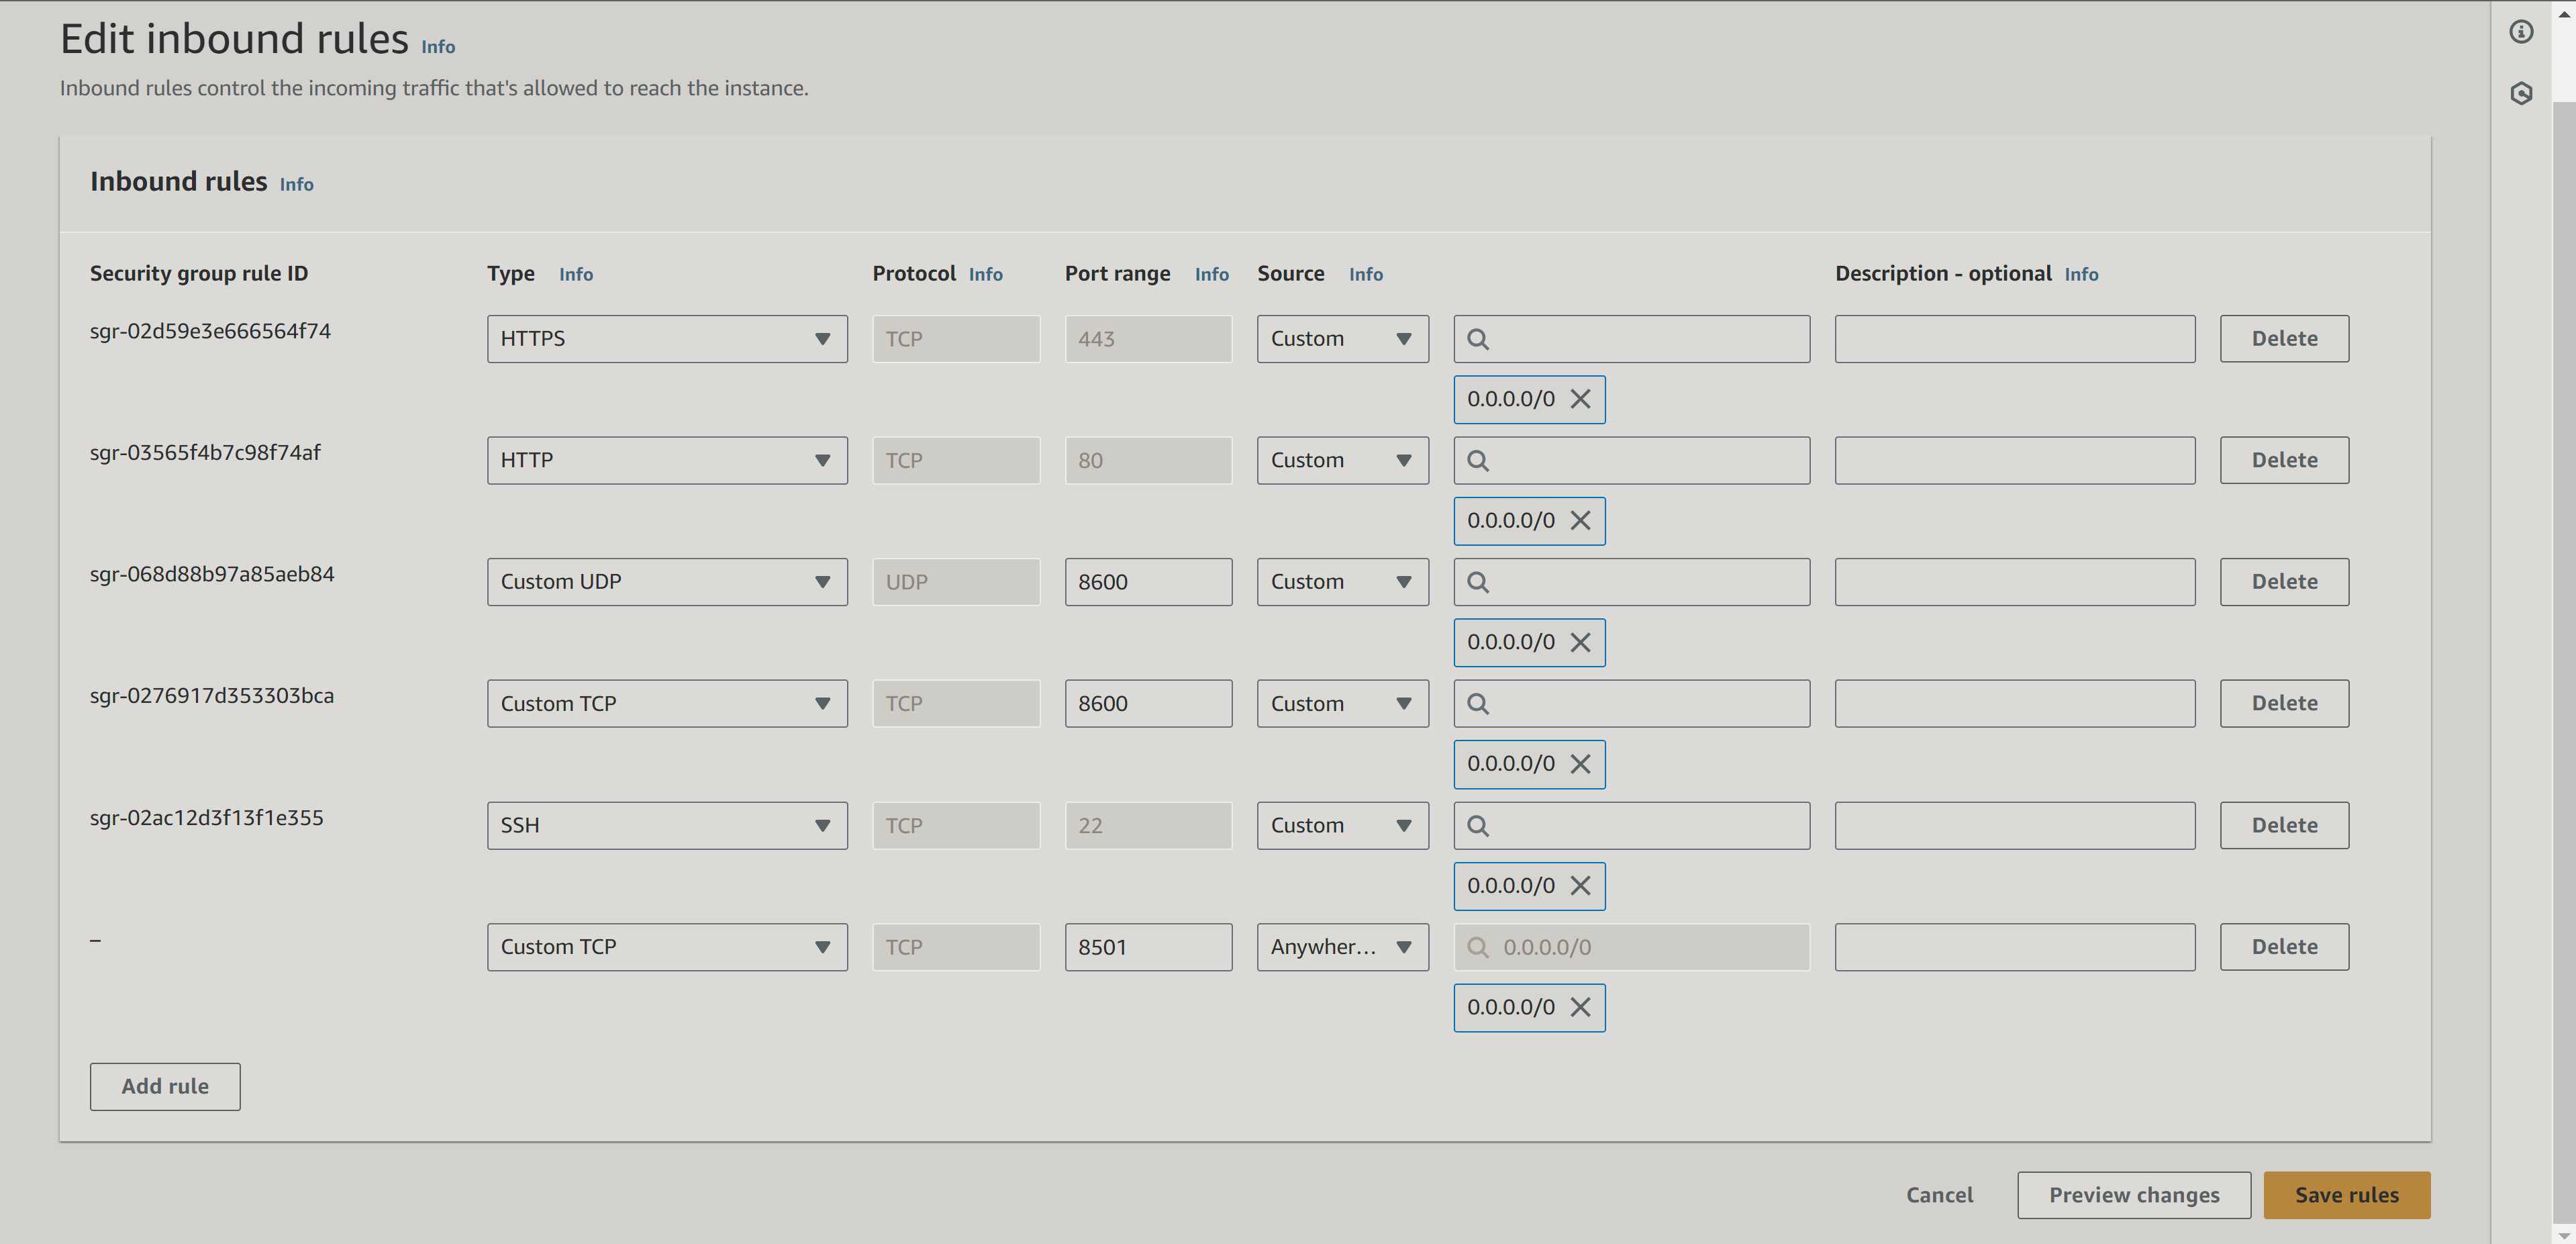 Edit inbound rules Info
Inbound rules control the incoming traffic that's allowed to reach the instance.
Inbound rules Info
Security group rule ID Type Info Protocol Info Port range Info Source Info Description - optional Info
sgr-02d59e3e666564f74 HTTPS TCP 443 Custom Delete
0.0.0.0/0
sgr-03565f4b7c98f74af HTTP TCP 80 Custom Delete
0.0.0.0/0
sgr-068d88b97a85aeb84 Custom UDP UDP 8600 Custom Delete
0.0.0.0/0
sgr-0276917d353303bca Custom TCP TCP 8600 Custom Delete
0.0.0.0/0
sgr-02ac12d3f13f1e355 SSH TCP 22 Custom Delete
0.0.0.0/0
– Custom TCP TCP 8501 Anywher... 0.0.0.0/0 Delete
0.0.0.0/0
Add rule
Cancel Preview changes Save rules